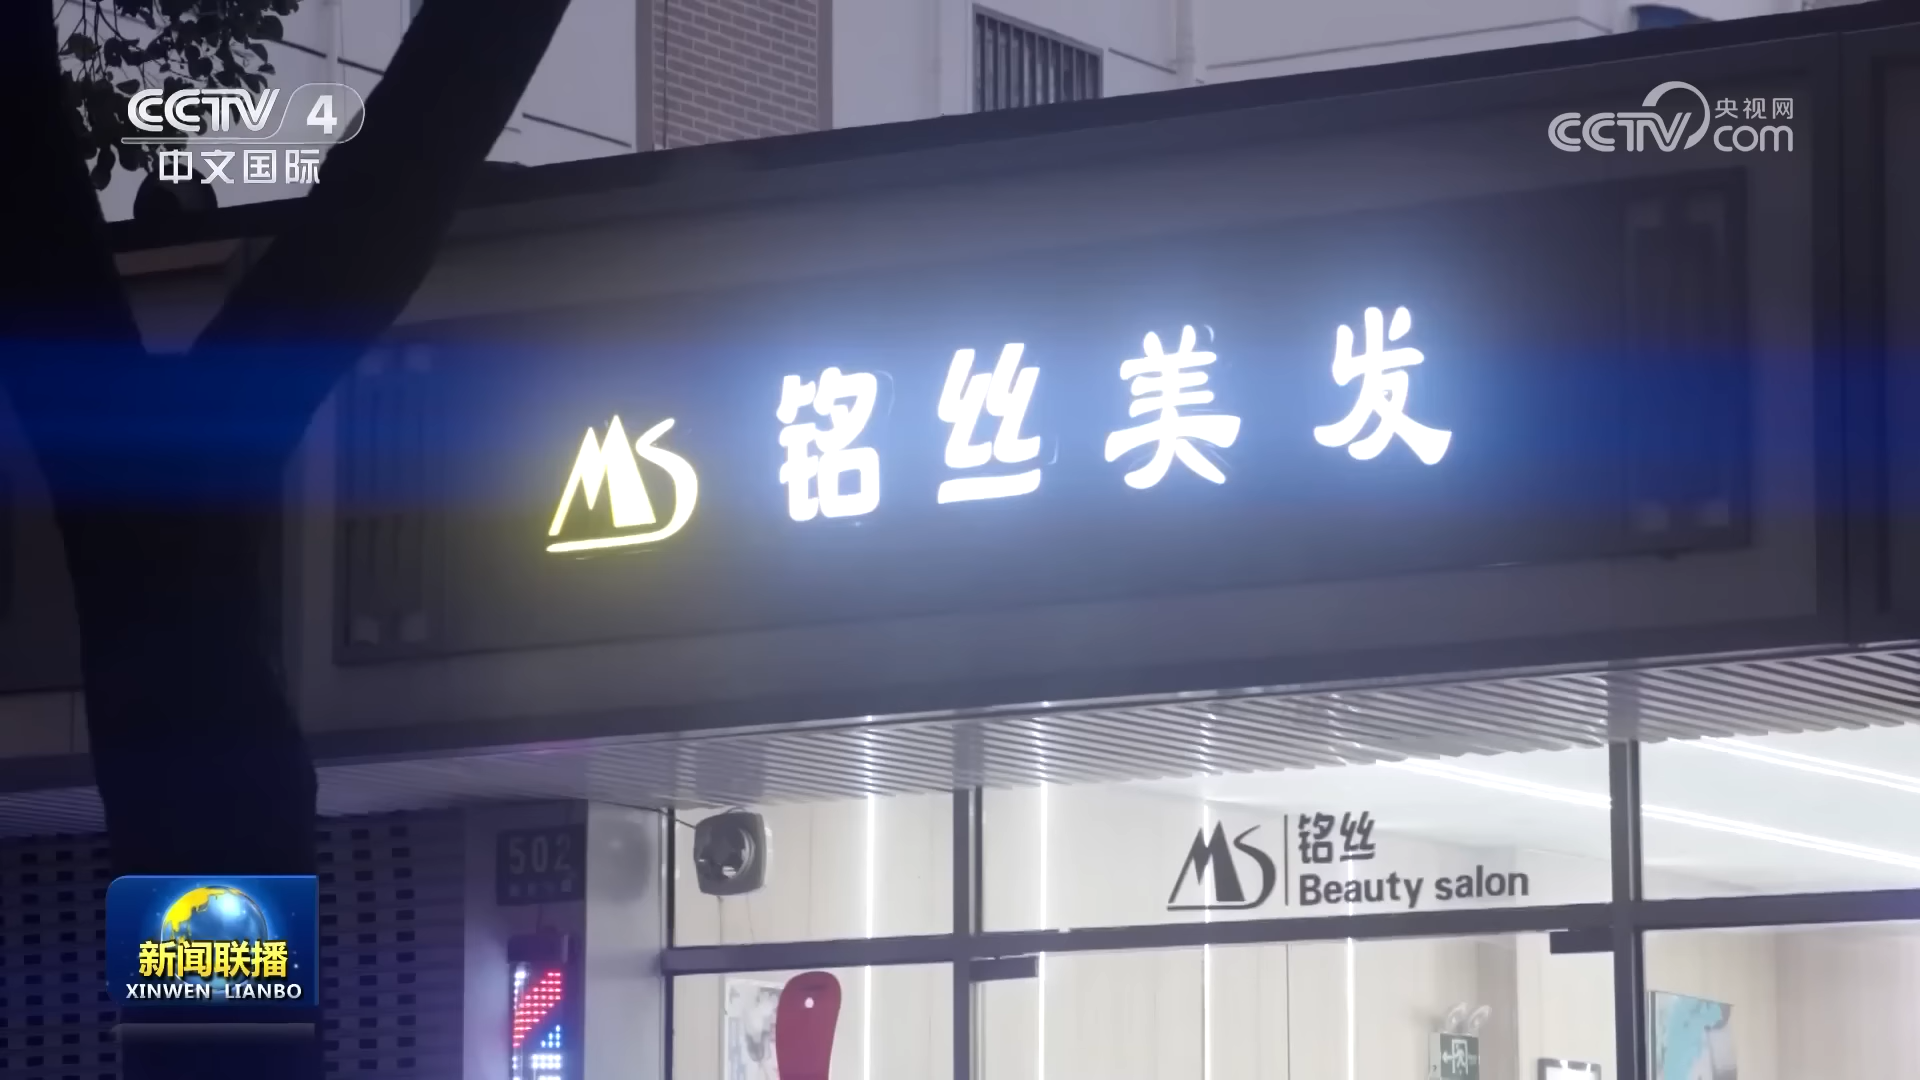 CCTV 4
中文国际
央视网
CCTV com
MS 铭丝美发
MS 铭丝
Beauty salon
502
新闻联播
XINWEN LIANBO